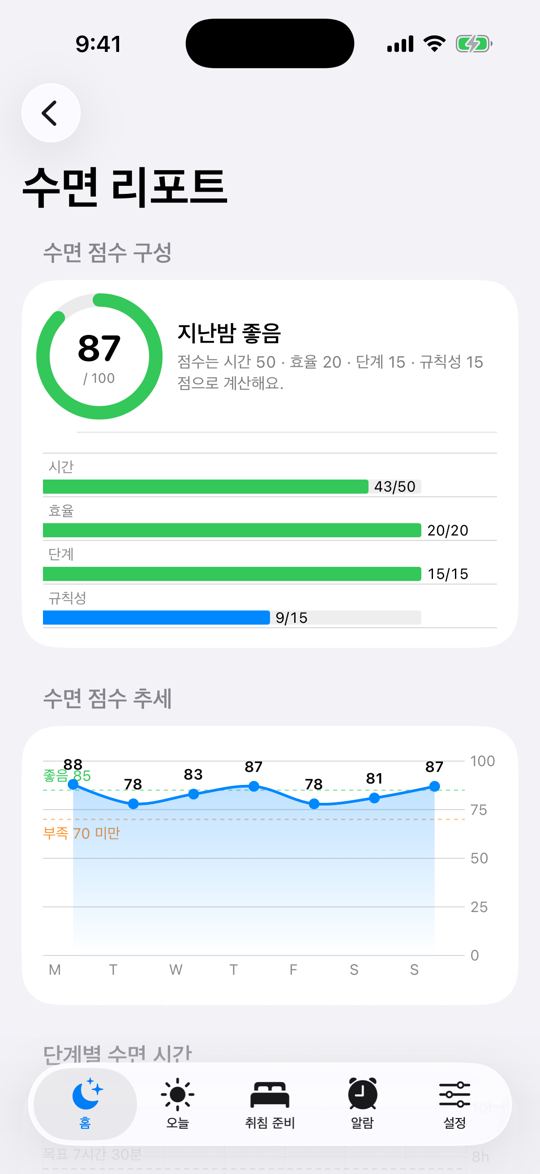 9:41
수면 리포트
수면 점수 구성
87
/ 100
지난밤 좋음
점수는 시간 50 · 효율 20 · 단계 15 · 규칙성 15
점으로 계산해요.
시간
43/50
효율
20/20
단계
15/15
규칙성
9/15
수면 점수 추세
88 78 83 87 78 81 87
좋음 85
부족 70 미만
100
75
50
25
0
M T W T F S S
단계별 수면 시간
홈 오늘 취침 준비 알람 설정
목표 7시간 30분
8h